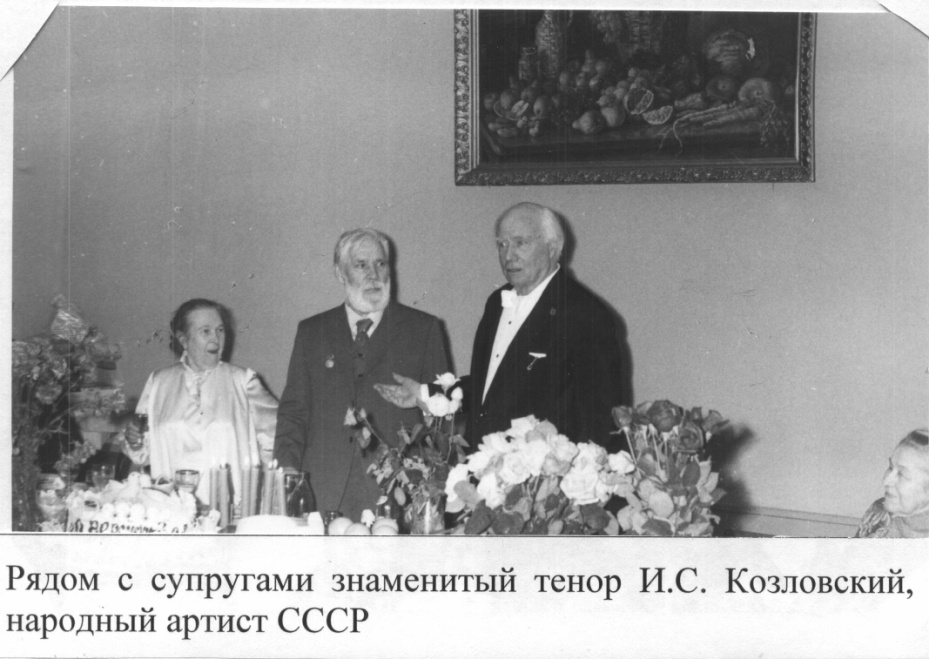 Рядом с супругами знаменитый тенор И.С. Козловский,
народный артист СССР